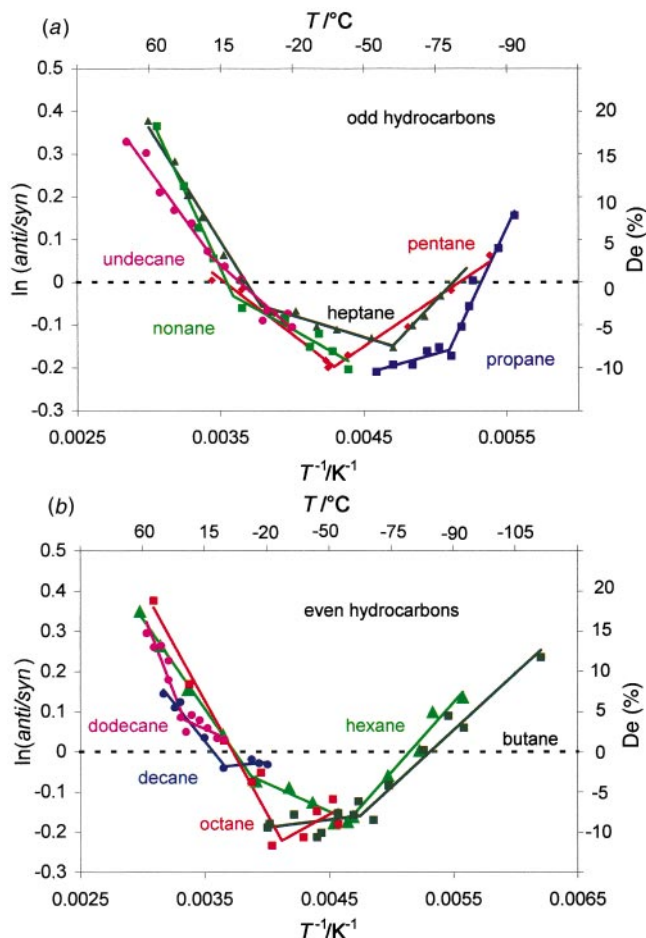 (a)
T /°C
60 15 -20 -50 -75 -90
0.5
0.4
0.3
0.2
0.1
0
-0.1
-0.2
-0.3
ln (anti/syn)
odd hydrocarbons
undecane
nonane
heptane
pentane
propane
20
15
10
5
0
-5
-10
De (%)
0.0025 0.0035 0.0045 0.0055
T⁻¹/K⁻¹
(b)
T /°C
60 15 -20 -50 -75 -90 -105
0.5
0.4
0.3
0.2
0.1
0
-0.1
-0.2
-0.3
ln(anti/syn)
even hydrocarbons
dodecane
decane
octane
hexane
butane
20
15
10
5
0
-5
-10
De (%)
0.0025 0.0035 0.0045 0.0055 0.0065
T⁻¹/K⁻¹